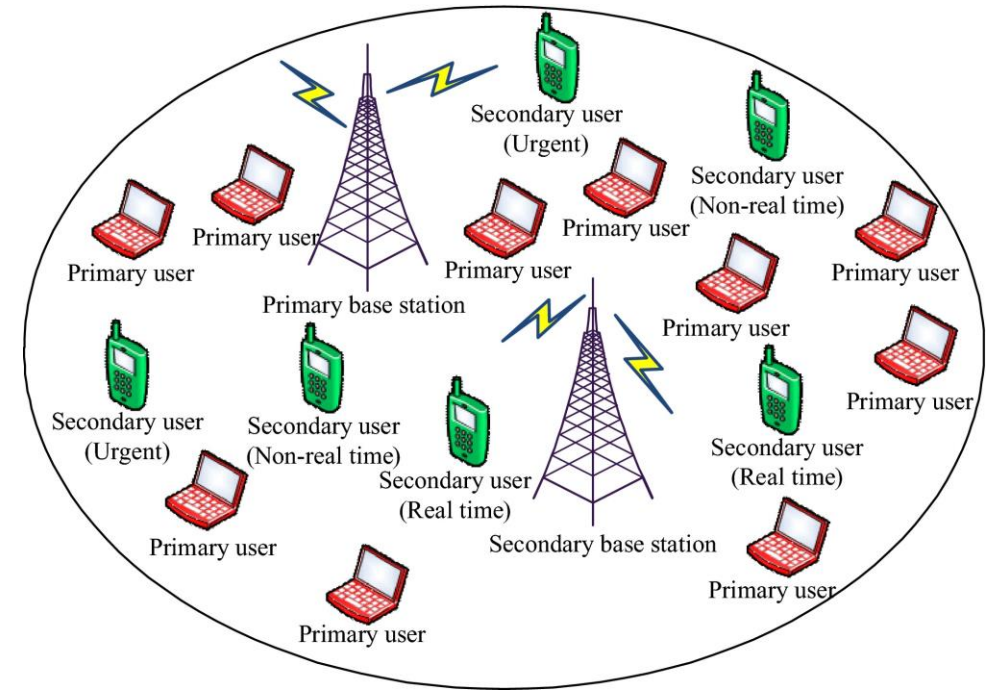 Secondary user
(Urgent)
Secondary user
(Non-real time)
Primary user
Primary user
Primary user
Primary user
Primary user
Primary user
Primary base station
Primary user
Primary user
Secondary user
(Urgent)
Secondary user
(Non-real time)
Secondary user
(Real time)
Secondary user
(Real time)
Primary user
Secondary base station
Primary user
Primary user